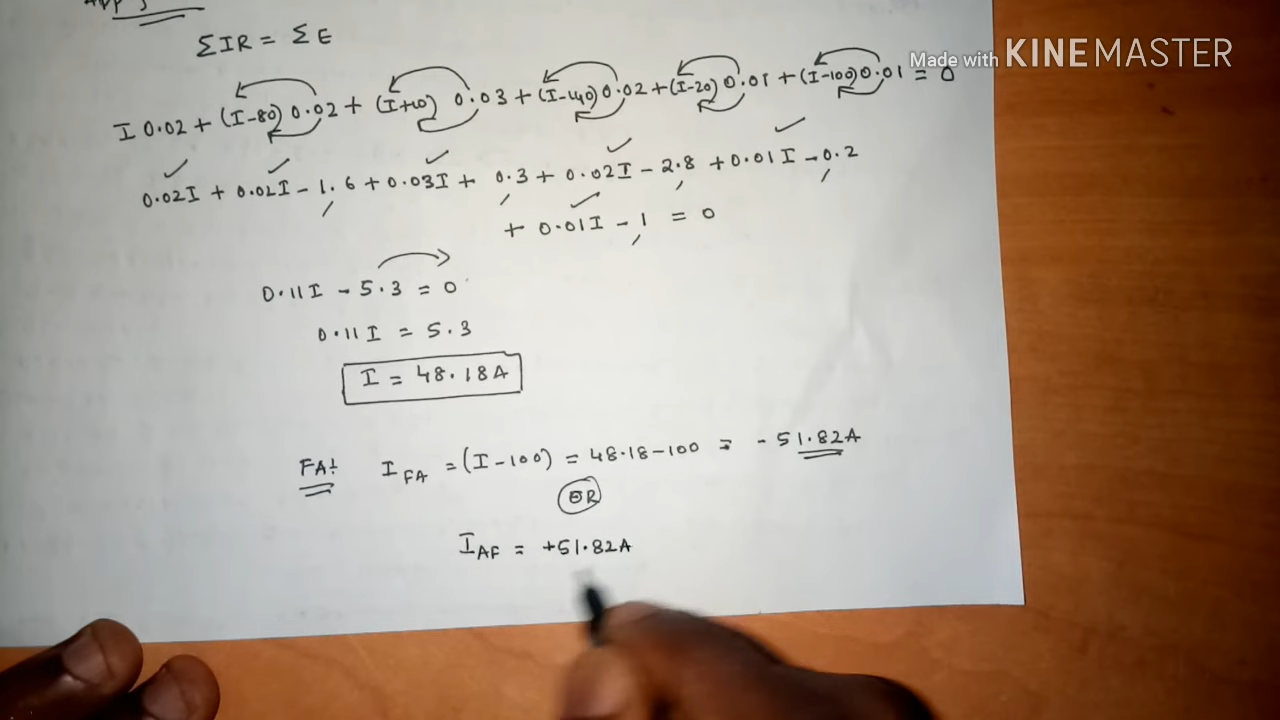 Made with KINEMASTER
ΣIR = ΣE
I 0.02 + (I-80) 0.02 + (I+10) 0.03 + (I-140) 0.02 + (I-20) 0.01 + (I-100) 0.01 = 0
0.02I + 0.02I - 1.6 + 0.03I + 0.3 + 0.02I - 2.8 + 0.01I - 0.2
+ 0.01I - 1 = 0
0.11I - 5.3 = 0
0.11I = 5.3
I = 48.18A
FA: I FA = (I-100) = 48.18-100 = - 51.82A
OR
I AF = +51.82A